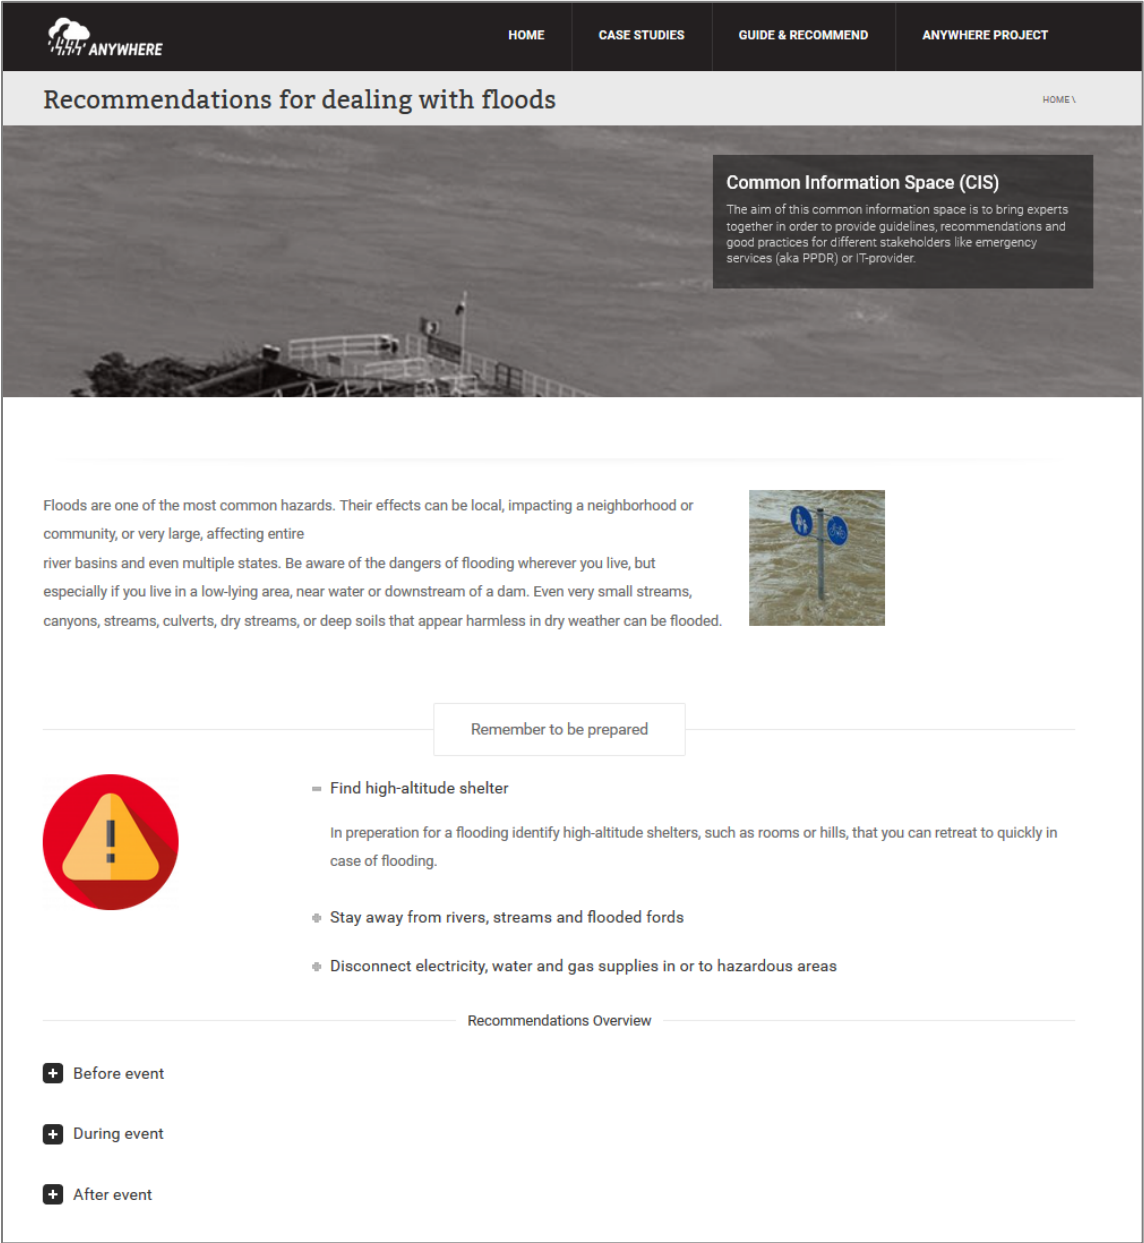 ANYWHERE
HOME
CASE STUDIES
GUIDE & RECOMMEND
ANYWHERE PROJECT
Recommendations for dealing with floods
HOME \
Common Information Space (CIS)
The aim of this common information space is to bring experts
together in order to provide guidelines, recommendations and
good practices for different stakeholders like emergency
services (aka PPDR) or IT-provider.
Floods are one of the most common hazards. Their effects can be local, impacting a neighborhood or
community, or very large, affecting entire
river basins and even multiple states. Be aware of the dangers of flooding wherever you live, but
especially if you live in a low-lying area, near water or downstream of a dam. Even very small streams,
canyons, streams, culverts, dry streams, or deep soils that appear harmless in dry weather can be flooded.
Remember to be prepared
Find high-altitude shelter
In preperation for a flooding identify high-altitude shelters, such as rooms or hills, that you can retreat to quickly in
case of flooding.
Stay away from rivers, streams and flooded fords
Disconnect electricity, water and gas supplies in or to hazardous areas
Recommendations Overview
Before event
During event
After event